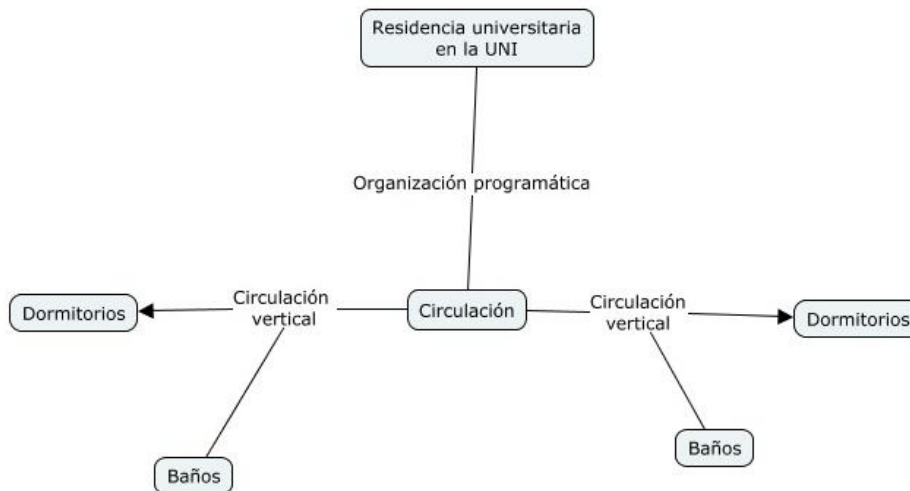 Residencia universitaria
en la UNI
Organización programática
Dormitorios
Circulación
vertical
Circulación
Circulación
vertical
Dormitorios
Baños
Baños